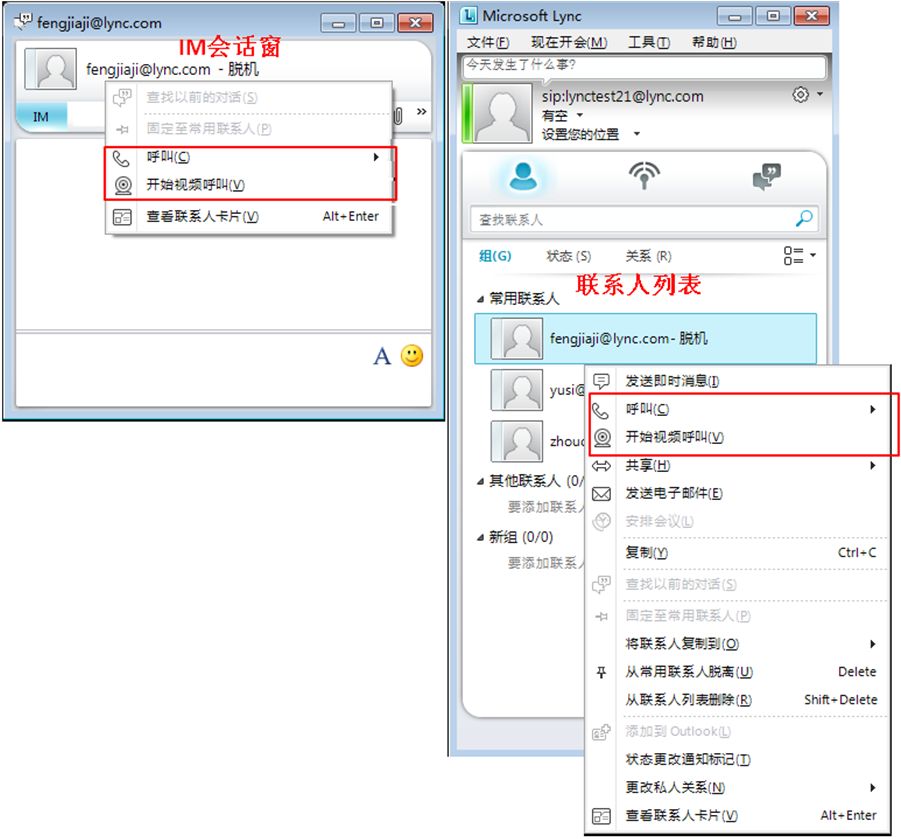 fengjiaji@lync.com
IM会话窗
fengjiaji@lync.com - 脱机
IM
查找以前的对话(S)
固定至常用联系人(P)
呼叫(C)
开始视频呼叫(V)
查看联系人卡片(V) Alt+Enter
A
Microsoft Lync
文件(F) 现在开会(M) 工具(T) 帮助(H)
今天发生了什么事?
sip:lynctest21@lync.com
有空
设置您的位置
查找联系人
组(G) 状态 (S) 关系 (R)
联系人列表
常用联系人
fengjiaji@lync.com - 脱机
yusi@
zhouc
其他联系人 (0/
要添加联系人
新组 (0/0)
要添加联系人
发送即时消息(I)
呼叫(C)
开始视频呼叫(V)
共享(H)
发送电子邮件(E)
安排会议(L)
复制(Y) Ctrl+C
查找以前的对话(S)
固定至常用联系人(P)
将联系人复制到(O)
从常用联系人脱离(U) Delete
从联系人列表删除(R) Shift+Delete
添加到 Outlook(L)
状态更改通知标记(T)
更改私人关系(N)
查看联系人卡片(V) Alt+Enter